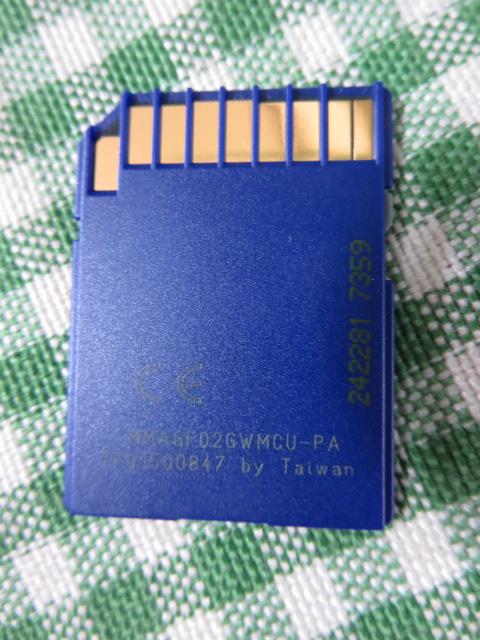 242281 7359
CE
MMAGF02GWMCU-PA
by Taiwan